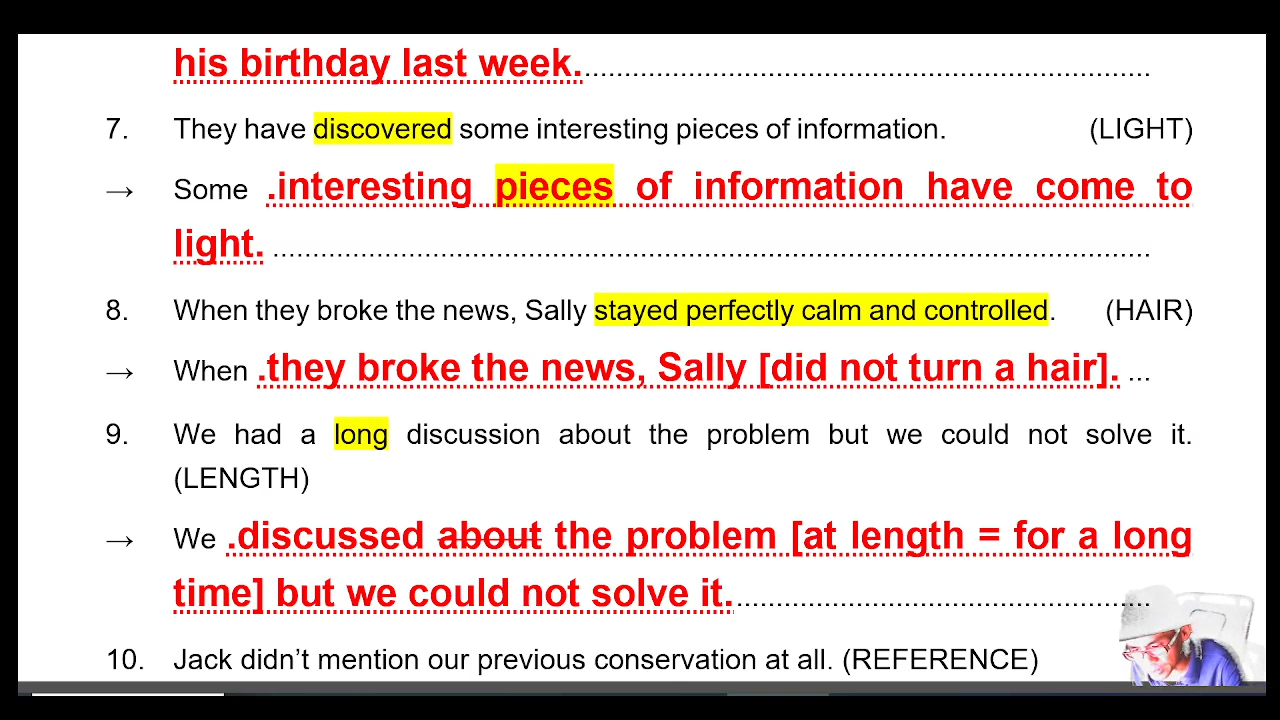 his birthday last week.
7. They have discovered some interesting pieces of information. (LIGHT)
→ Some .interesting pieces of information have come to
light.
8. When they broke the news, Sally stayed perfectly calm and controlled. (HAIR)
→ When .they broke the news, Sally [did not turn a hair]. ...
9. We had a long discussion about the problem but we could not solve it.
(LENGTH)
→ We .discussed about the problem [at length = for a long
time] but we could not solve it.
10. Jack didn’t mention our previous conservation at all. (REFERENCE)